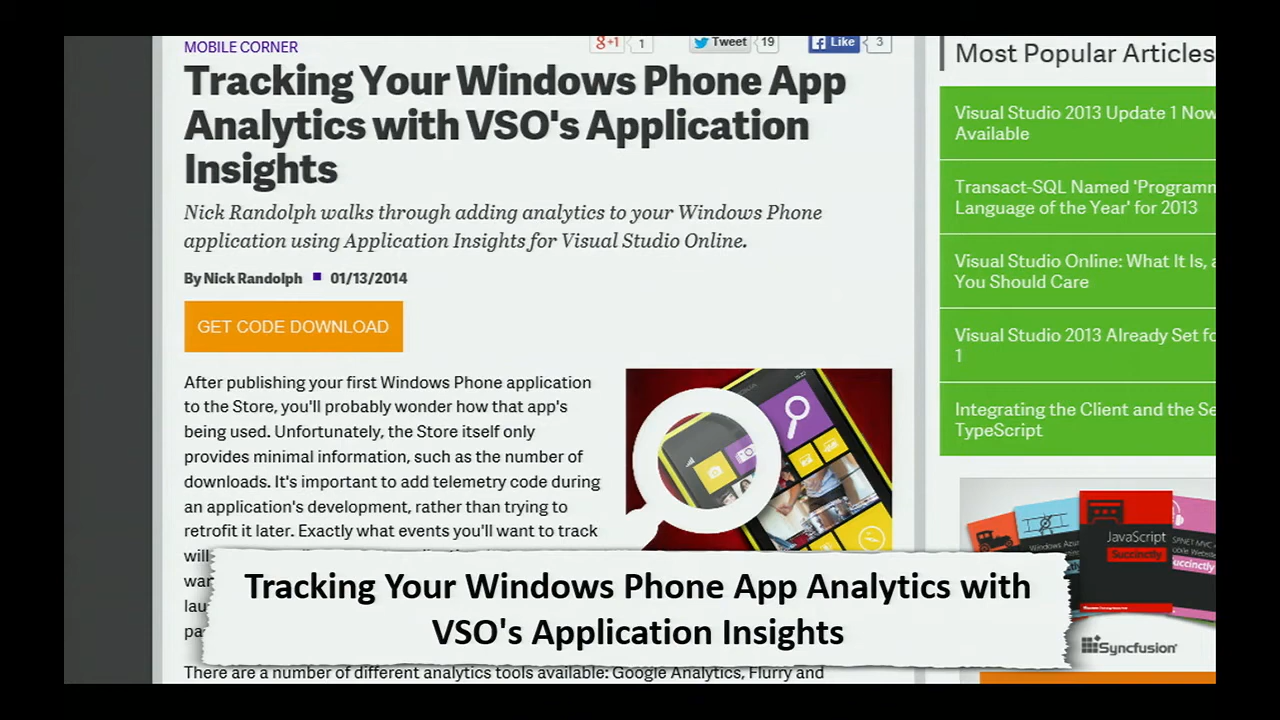 MOBILE CORNER
g+1 1 Tweet 19 Like 3
Tracking Your Windows Phone App
Analytics with VSO's Application
Insights
Nick Randolph walks through adding analytics to your Windows Phone
application using Application Insights for Visual Studio Online.
By Nick Randolph ■ 01/13/2014
GET CODE DOWNLOAD
After publishing your first Windows Phone application
to the Store, you'll probably wonder how that app's
being used. Unfortunately, the Store itself only
provides minimal information, such as the number of
downloads. It's important to add telemetry code during
an application's development, rather than trying to
retrofit it later. Exactly what events you'll want to track
will
There are a number of different analytics tools available: Google Analytics, Flurry and
Tracking Your Windows Phone App Analytics with
VSO's Application Insights
Most Popular Articles
Visual Studio 2013 Update 1 Now
Available
Transact-SQL Named 'Programm
Language of the Year' for 2013
Visual Studio Online: What It Is, a
You Should Care
Visual Studio 2013 Already Set fo
1
Integrating the Client and the Se
TypeScript
JavaScript
Succinctly
Syncfusion